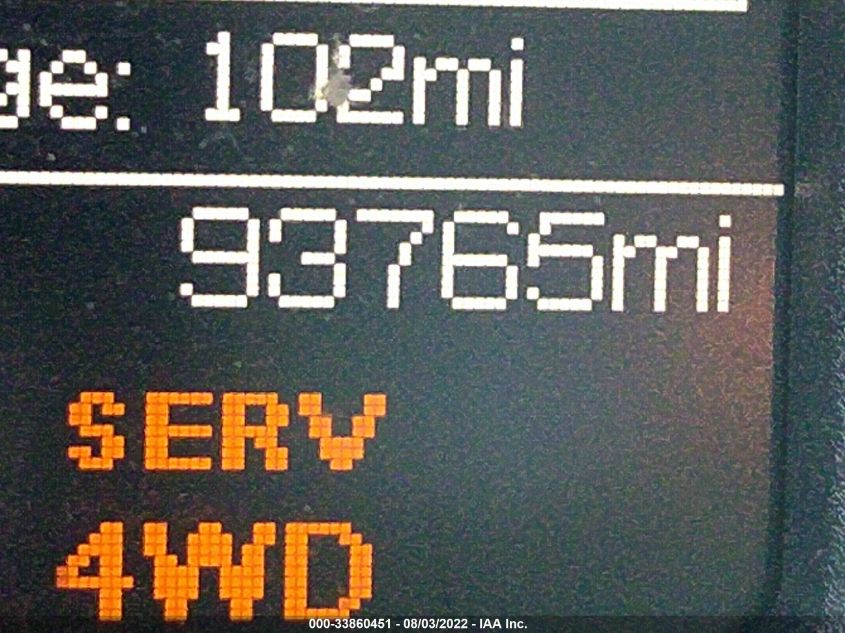 ge: 102mi
93765mi
SERV
4WD
000-33860451 - 08/03/2022 - IAA Inc.